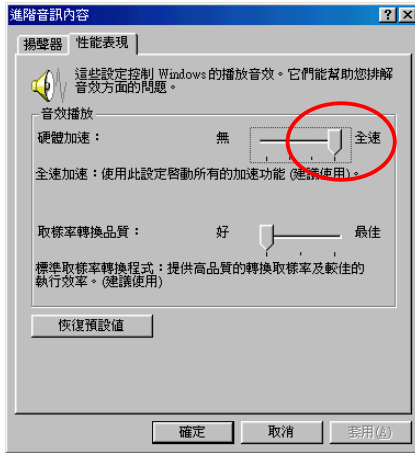 進階音訊內容
揚聲器 性能表現
這些設定控制 Windows 的播放音效。它們能幫助您排解
音效方面的問題。
音效播放
硬體加速： 無 全速
全速加速：使用此設定啓動所有的加速功能 (建議使用)。
取樣率轉換品質： 好 最佳
標準取樣率轉換程式：提供高品質的轉換取樣率及較佳的
執行效率。(建議使用)
恢復預設値
確定 取消 套用(A)